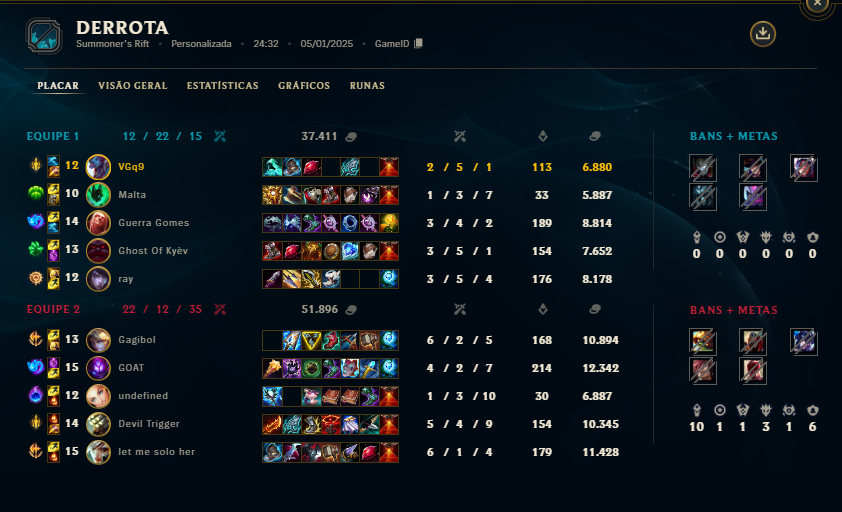 DERROTA
Summoner's Rift • Personalizada • 24:32 • 05/01/2025 • GameID
PLACAR VISÃO GERAL ESTATÍSTICAS GRÁFICOS RUNAS
EQUIPE 1 12 / 22 / 15 37.411 BANS + METAS
12 VGq9 2 / 5 / 1 113 6.880
10 Malta 1 / 3 / 7 33 5.887
14 Guerra Gomes 3 / 4 / 2 189 8.814
13 Ghost Of Kyèv 3 / 5 / 1 154 7.652
0 0 0 0 0 0
12 ray 3 / 5 / 4 176 8.178
EQUIPE 2 22 / 12 / 35 51.896 BANS + METAS
13 Gagibol 6 / 2 / 5 168 10.894
15 GOAT 4 / 2 / 7 214 12.342
12 undefined 1 / 3 / 10 30 6.887
14 Devil Trigger 5 / 4 / 9 154 10.345
10 1 1 3 1 6
15 let me solo her 6 / 1 / 4 179 11.428